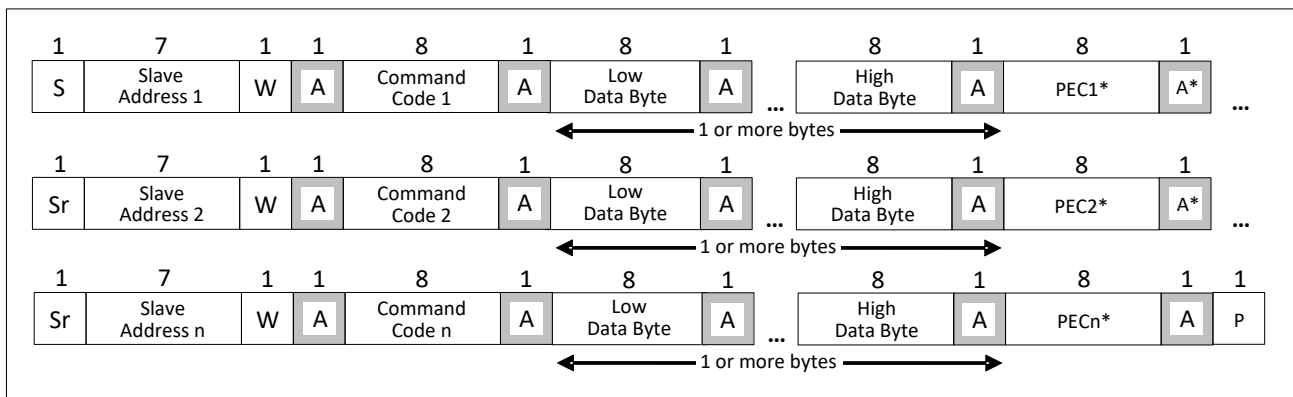 1 7 1 1 8 1 8 1 8 1 8 1
S Slave Address 1 W A Command Code 1 A Low Data Byte A ... High Data Byte A PEC1* A* ...
1 or more bytes
1 7 1 1 8 1 8 1 8 1 8 1
Sr Slave Address 2 W A Command Code 2 A Low Data Byte A ... High Data Byte A PEC2* A* ...
1 or more bytes
1 7 1 1 8 1 8 1 8 1 8 1 1
Sr Slave Address n W A Command Code n A Low Data Byte A ... High Data Byte A PECn* A P
1 or more bytes